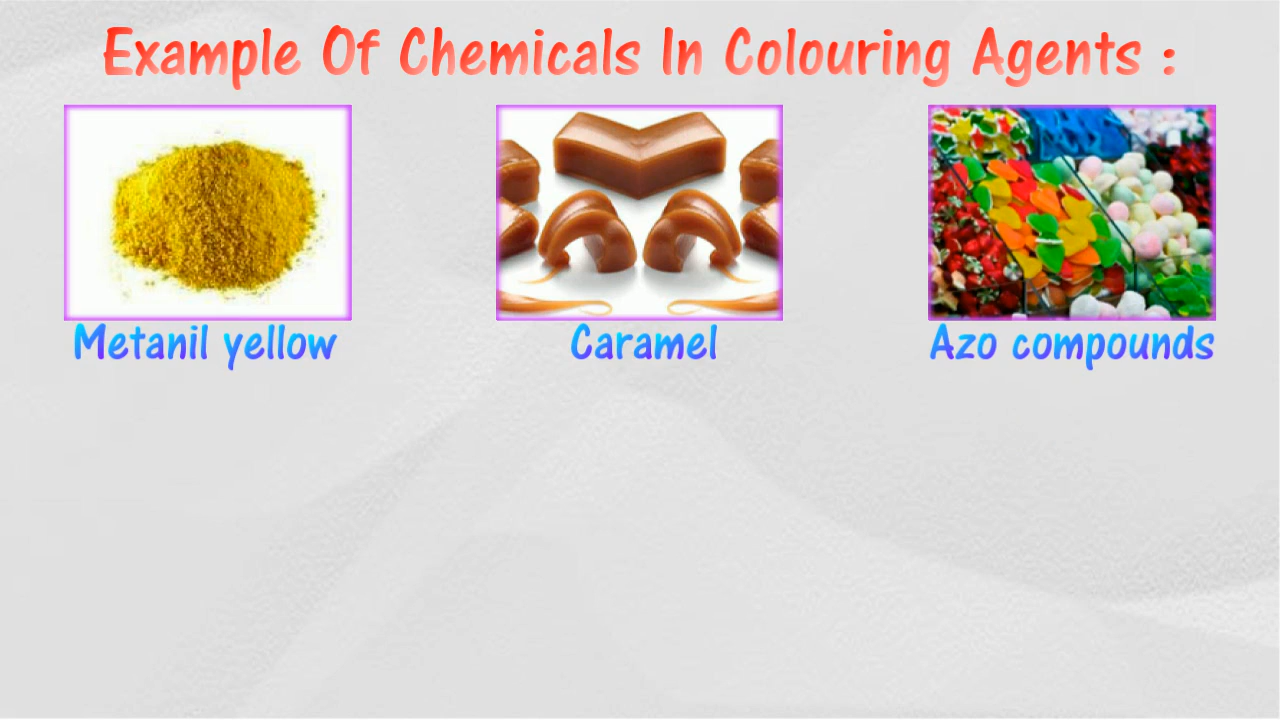 Example Of Chemicals In Colouring Agents :
Metanil yellow
Caramel
Azo compounds